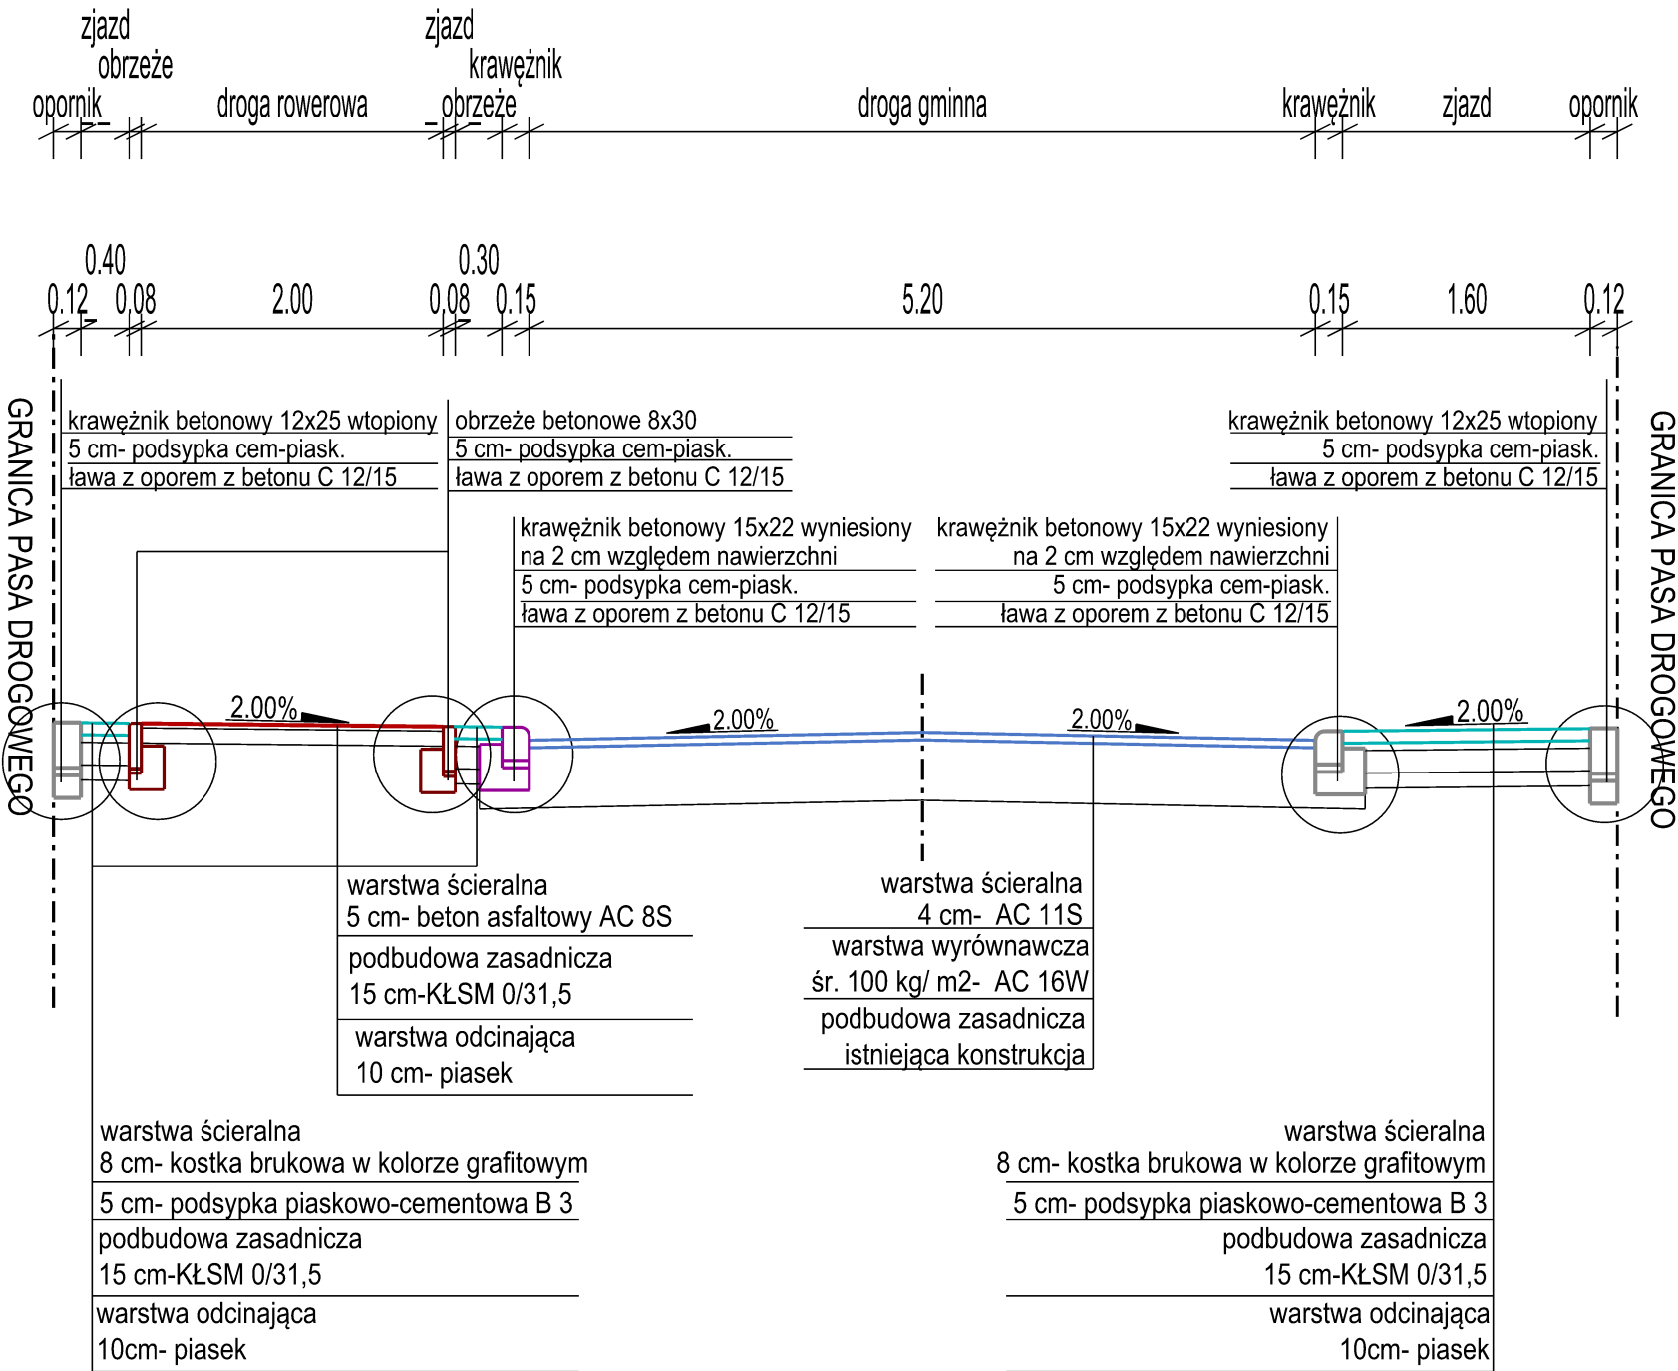 zjazd
obrzeże
opornik
droga rowerowa
zjazd
krawężnik
obrzeże
droga gminna
krawężnik
zjazd
opornik
0.40
0.12
0.08
2.00
0.30
0.08
0.15
5.20
0.15
1.60
0.12
GRANICA PASA DROGOWEGO
krawężnik betonowy 12x25 wtopiony
5 cm- podsypka cem-piask.
ława z oporem z betonu C 12/15
obrzeże betonowe 8x30
5 cm- podsypka cem-piask.
ława z oporem z betonu C 12/15
krawężnik betonowy 12x25 wtopiony
5 cm- podsypka cem-piask.
ława z oporem z betonu C 12/15
GRANICA PASA DROGOWEGO
krawężnik betonowy 15x22 wyniesiony
na 2 cm względem nawierzchni
5 cm- podsypka cem-piask.
ława z oporem z betonu C 12/15
krawężnik betonowy 15x22 wyniesiony
na 2 cm względem nawierzchni
5 cm- podsypka cem-piask.
ława z oporem z betonu C 12/15
2.00%
2.00%
2.00%
2.00%
warstwa ścieralna
5 cm- beton asfaltowy AC 8S
podbudowa zasadnicza
15 cm-KŁSM 0/31,5
warstwa odcinająca
10 cm- piasek
warstwa ścieralna
4 cm- AC 11S
warstwa wyrównawcza
śr. 100 kg/ m2- AC 16W
podbudowa zasadnicza
istniejąca konstrukcja
warstwa ścieralna
8 cm- kostka brukowa w kolorze grafitowym
5 cm- podsypka piaskowo-cementowa B 3
podbudowa zasadnicza
15 cm-KŁSM 0/31,5
warstwa odcinająca
10cm- piasek
warstwa ścieralna
8 cm- kostka brukowa w kolorze grafitowym
5 cm- podsypka piaskowo-cementowa B 3
podbudowa zasadnicza
15 cm-KŁSM 0/31,5
warstwa odcinająca
10cm- piasek